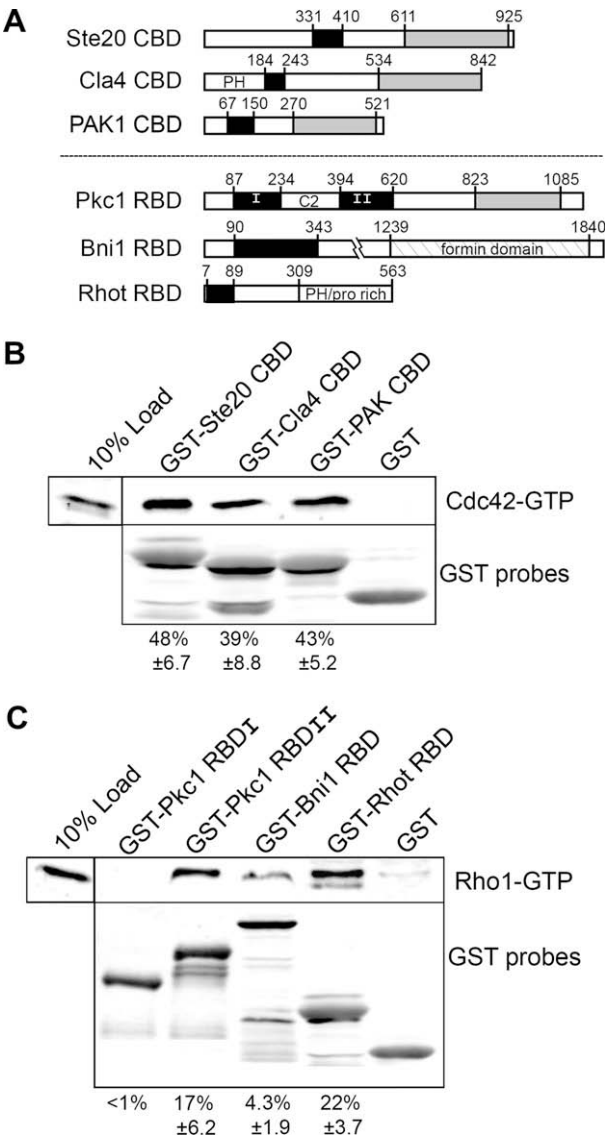 A
331 410 611 925
Ste20 CBD
184 243 534 842
Cla4 CBD PH
67 150 270 521
PAK1 CBD
87 234 394 620 823 1085
Pkc1 RBD I C2 II
90 343 1239 1840
Bni1 RBD formin domain
7 89 309 563
Rhot RBD PH/pro rich
B
10% Load GST-Ste20 CBD GST-Cla4 CBD GST-PAK CBD GST
Cdc42-GTP
GST probes
48% 39% 43%
±6.7 ±8.8 ±5.2
C
10% Load GST-Pkc1 RBDI GST-Pkc1 RBDII GST-Bni1 RBD GST-Rhot RBD GST
Rho1-GTP
GST probes
<1% 17% 4.3% 22%
±6.2 ±1.9 ±3.7